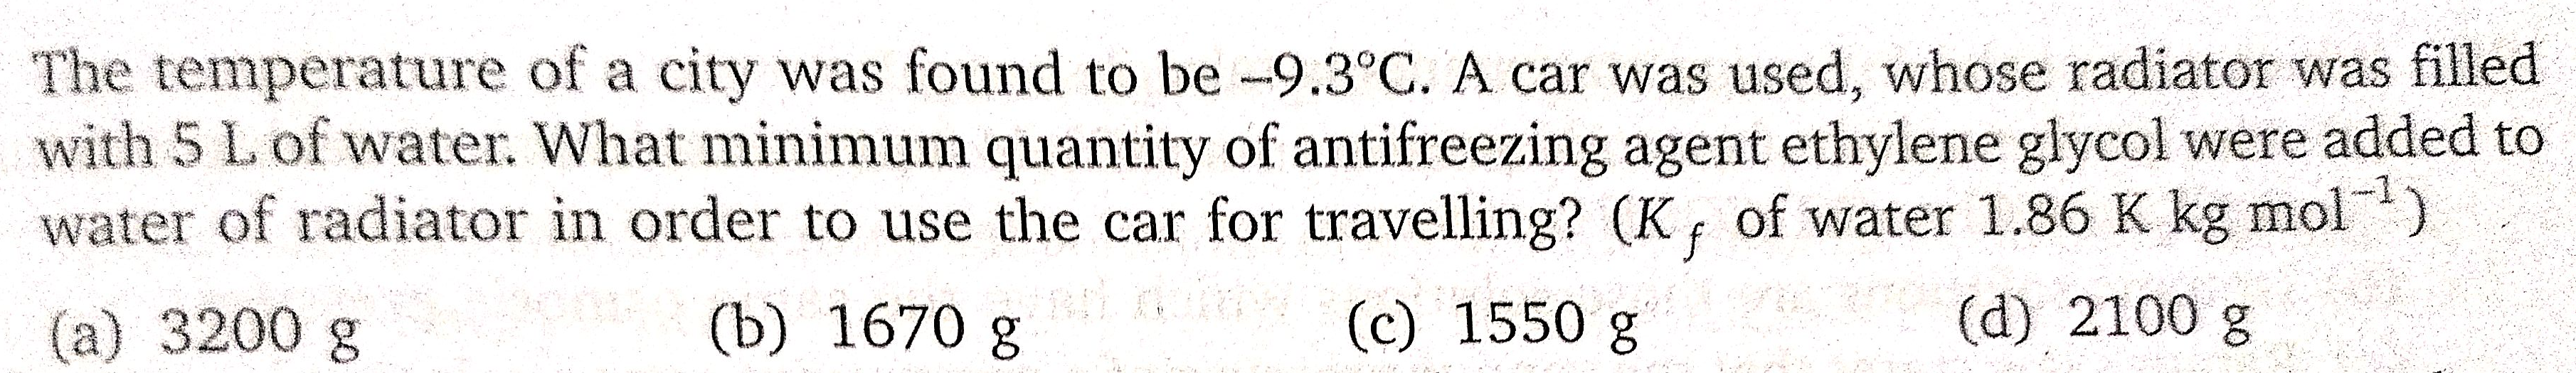 The temperature of a city was found to be –9.3°C. A car was used, whose radiator was filled
with 5 L of water. What minimum quantity of antifreezing agent ethylene glycol were added to
water of radiator in order to use the car for travelling? (K_f of water 1.86 K kg mol⁻¹)
(a) 3200 g (b) 1670 g (c) 1550 g (d) 2100 g